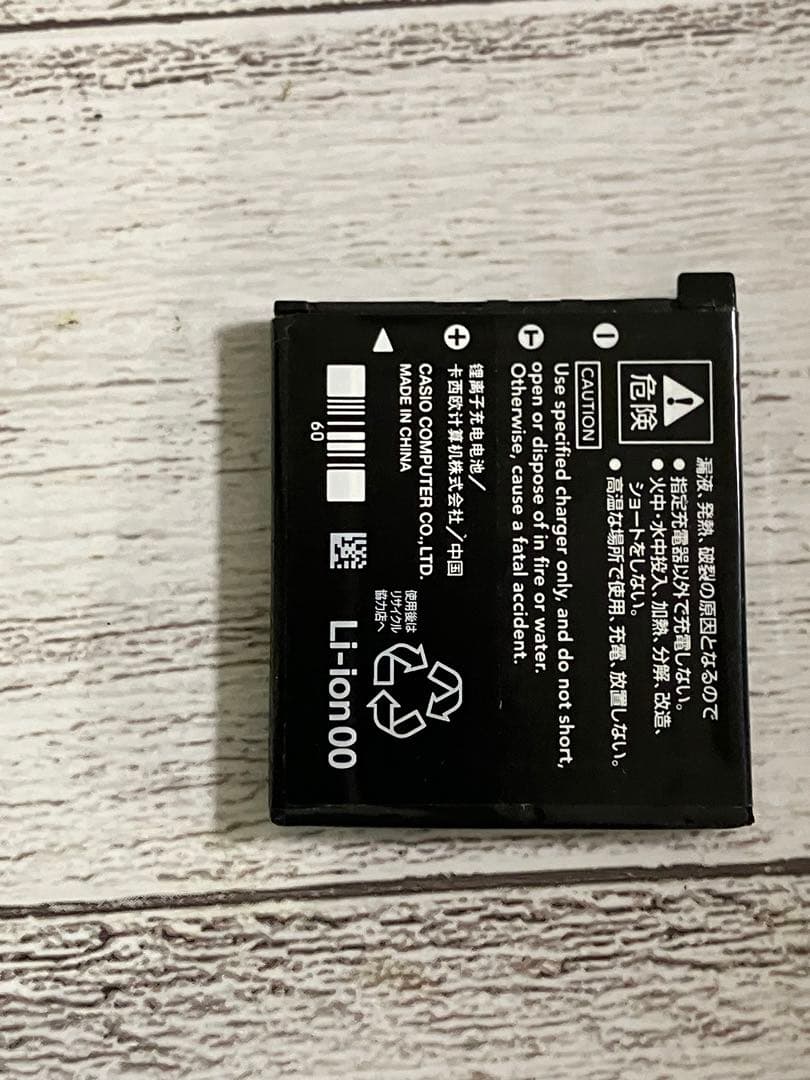 危険
漏液、発熱、破裂の原因となるので
●指定充電器以外で充電しない。
●火中・水中投入、加熱、分解、改造、
ショートをしない。
●高温な場所で使用、充電、放置しない。
CAUTION
Use specified charger only, and do not short,
open or dispose of in fire or water.
Otherwise, cause a fatal accident.
− T +
锂离子充电电池/
卡西欧计算机株式会社/中国
CASIO COMPUTER CO.,LTD.
MADE IN CHINA
使用後は
リサイクル
協力店へ
60
Li-ion00